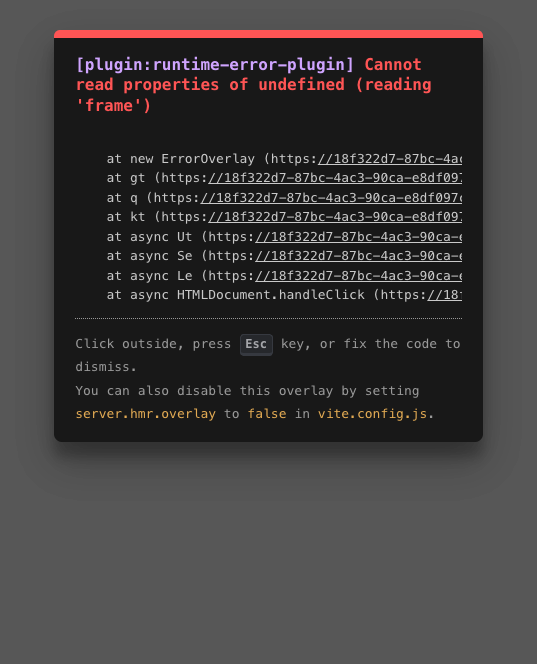 [plugin:runtime-error-plugin] Cannot
read properties of undefined (reading
'frame')
at new ErrorOverlay (https://18f322d7-87bc-4ac
at gt (https://18f322d7-87bc-4ac3-90ca-e8df097
at q (https://18f322d7-87bc-4ac3-90ca-e8df097c
at kt (https://18f322d7-87bc-4ac3-90ca-e8df097
at async Ut (https://18f322d7-87bc-4ac3-90ca-e
at async Se (https://18f322d7-87bc-4ac3-90ca-e
at async Le (https://18f322d7-87bc-4ac3-90ca-e
at async HTMLDocument.handleClick (https://18f
Click outside, press Esc key, or fix the code to
dismiss.
You can also disable this overlay by setting
server.hmr.overlay to false in vite.config.js.